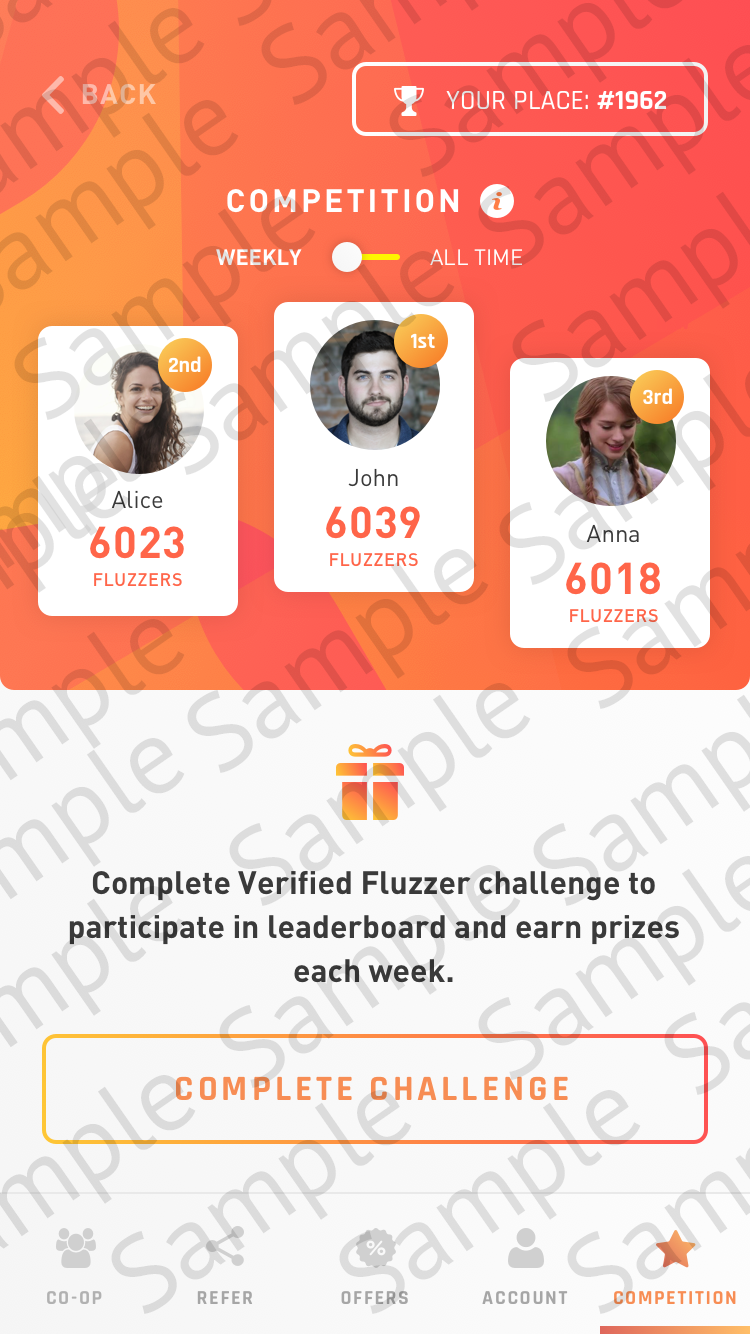 BACK
YOUR PLACE: #1962
COMPETITION i
WEEKLY ALL TIME
2nd
Alice
6023
FLUZZERS
1st
John
6039
FLUZZERS
3rd
Anna
6018
FLUZZERS
Complete Verified Fluzzer challenge to
participate in leaderboard and earn prizes
each week.
COMPLETE CHALLENGE
%
CO-OP REFER OFFERS ACCOUNT COMPETITION
Sample Sample Sample